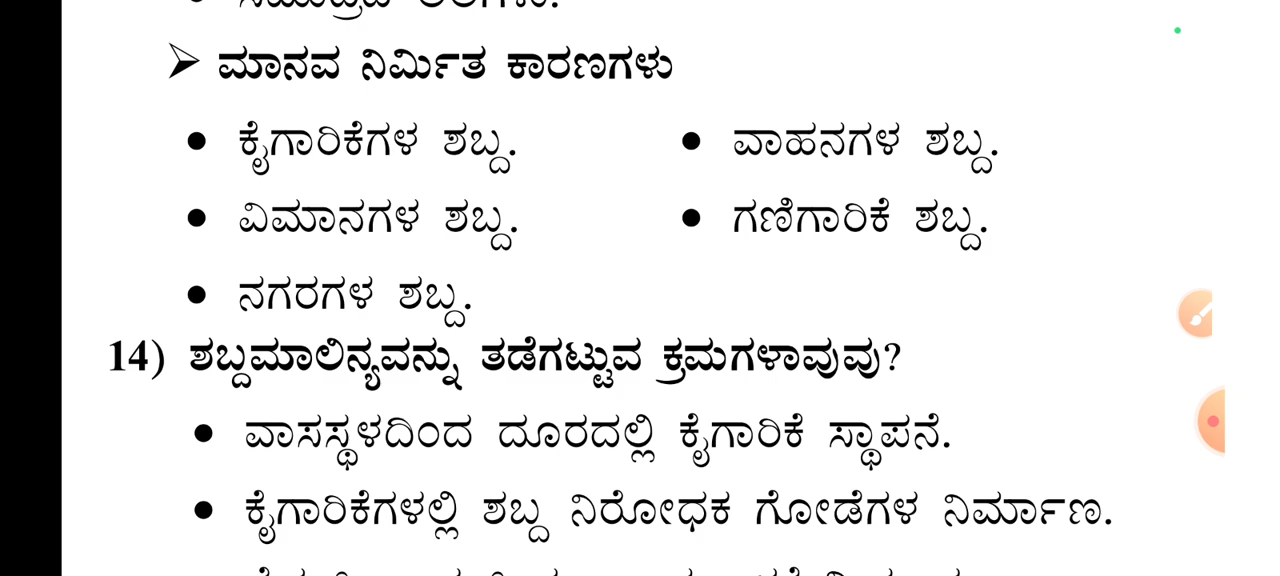 ➢ ಮಾನವ ನಿರ್ಮಿತ ಕಾರಣಗಳು
• ಕೈಗಾರಿಕೆಗಳ ಶಬ್ದ. • ವಾಹನಗಳ ಶಬ್ದ.
• ವಿಮಾನಗಳ ಶಬ್ದ. • ಗಣಿಗಾರಿಕೆ ಶಬ್ದ.
• ನಗರಗಳ ಶಬ್ದ.
14) ಶಬ್ದಮಾಲಿನ್ಯವನ್ನು ತಡೆಗಟ್ಟುವ ಕ್ರಮಗಳಾವುವು?
• ವಾಸಸ್ಥಳದಿಂದ ದೂರದಲ್ಲಿ ಕೈಗಾರಿಕೆ ಸ್ಥಾಪನೆ.
• ಕೈಗಾರಿಕೆಗಳಲ್ಲಿ ಶಬ್ದ ನಿರೋಧಕ ಗೋಡೆಗಳ ನಿರ್ಮಾಣ.